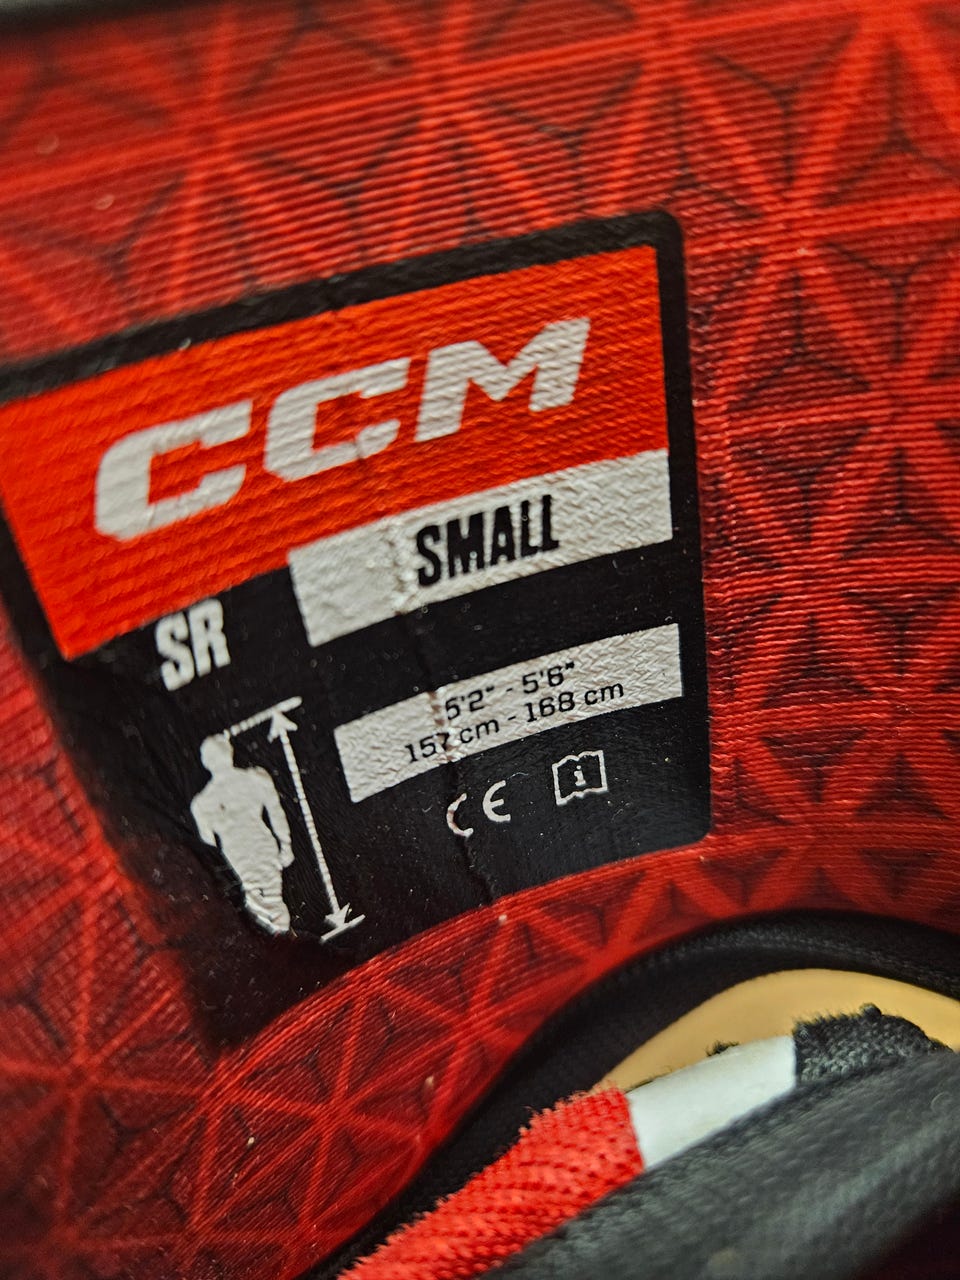 CCM
SMALL
SR
5'2" - 5'6"
157 cm - 168 cm
CE
i